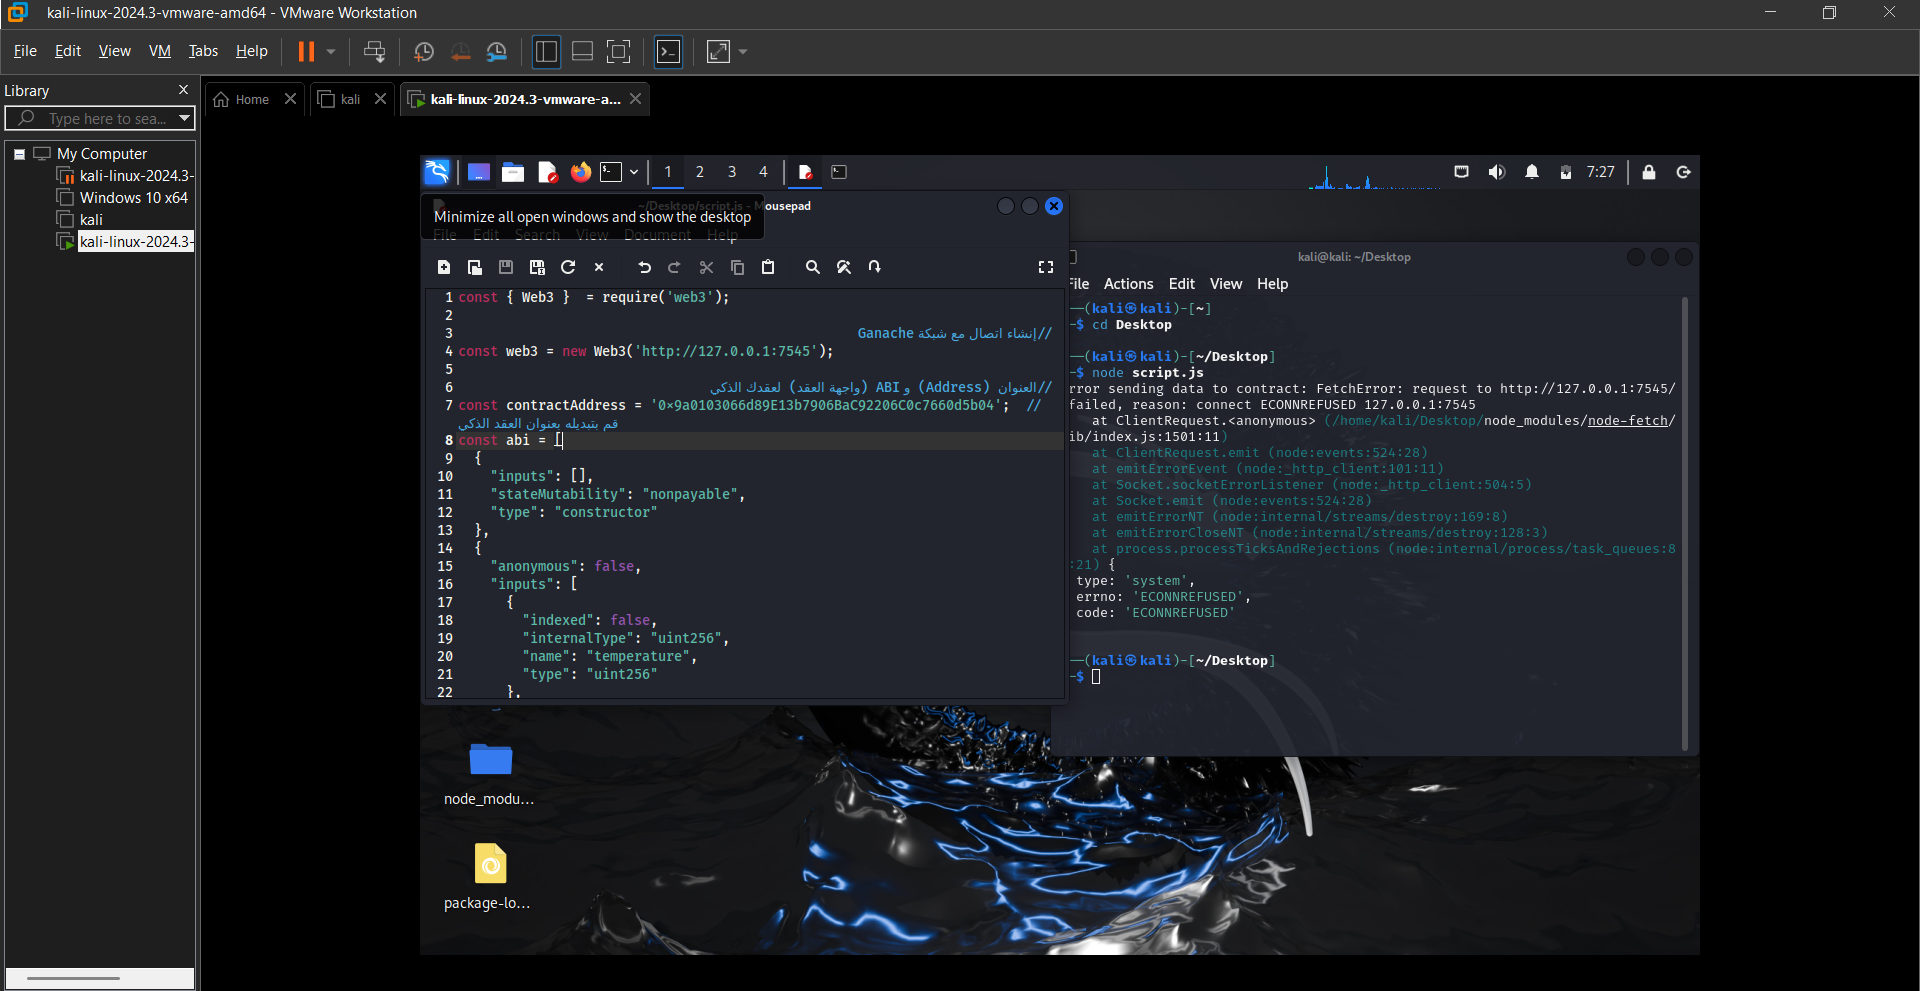 kali-linux-2024.3-vmware-amd64 - VMware Workstation
File Edit View VM Tabs Help
Library
Type here to sea...
My Computer
kali-linux-2024.3-
Windows 10 x64
kali
kali-linux-2024.3-
Home
kali
kali-linux-2024.3-vmware-a...
1 2 3 4
7:27
~/Desktop/script.js - Mousepad
Minimize all open windows and show the desktop
File Edit Search View Document Help
1 const { Web3 }  = require('web3');
2
3 //إنشاء اتصال مع شبكة Ganache
4 const web3 = new Web3('http://127.0.0.1:7545');
5
6 //العنوان (Address) و ABI (واجهة العقد) لعقدك الذكي
7 const contractAddress = '0×9a0103066d89E13b7906BaC92206C0c7660d5b04';  //
قم بتبديله بعنوان العقد الذكي
8 const abi = [
9 {
10 "inputs": [],
11 "stateMutability": "nonpayable",
12 "type": "constructor"
13 },
14 {
15 "anonymous": false,
16 "inputs": [
17 {
18 "indexed": false,
19 "internalType": "uint256",
20 "name": "temperature",
21 "type": "uint256"
22 },
kali@kali: ~/Desktop
File Actions Edit View Help
(kali㉿kali)-[~]
$ cd Desktop
(kali㉿kali)-[~/Desktop]
$ node script.js
rror sending data to contract: FetchError: request to http://127.0.0.1:7545/
failed, reason: connect ECONNREFUSED 127.0.0.1:7545
at ClientRequest.<anonymous> (/home/kali/Desktop/node_modules/node-fetch/
ib/index.js:1501:11)
at ClientRequest.emit (node:events:524:28)
at emitErrorEvent (node:_http_client:101:11)
at Socket.socketErrorListener (node:_http_client:504:5)
at Socket.emit (node:events:524:28)
at emitErrorNT (node:internal/streams/destroy:169:8)
at emitErrorCloseNT (node:internal/streams/destroy:128:3)
at process.processTicksAndRejections (node:internal/process/task_queues:8
:21) {
type: 'system',
errno: 'ECONNREFUSED',
code: 'ECONNREFUSED'
(kali㉿kali)-[~/Desktop]
$
node_modu...
package-lo...